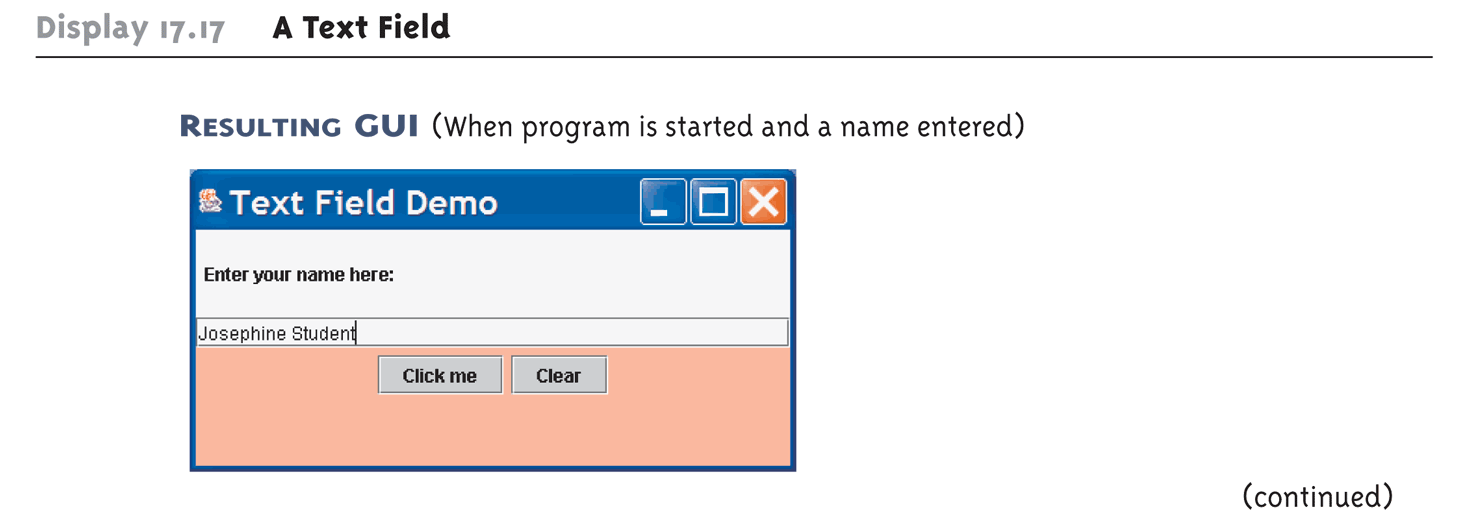 Display 17.17 A Text Field
RESULTING GUI (When program is started and a name entered)
Text Field Demo
Enter your name here:
Josephine Student
Click me Clear
(continued)